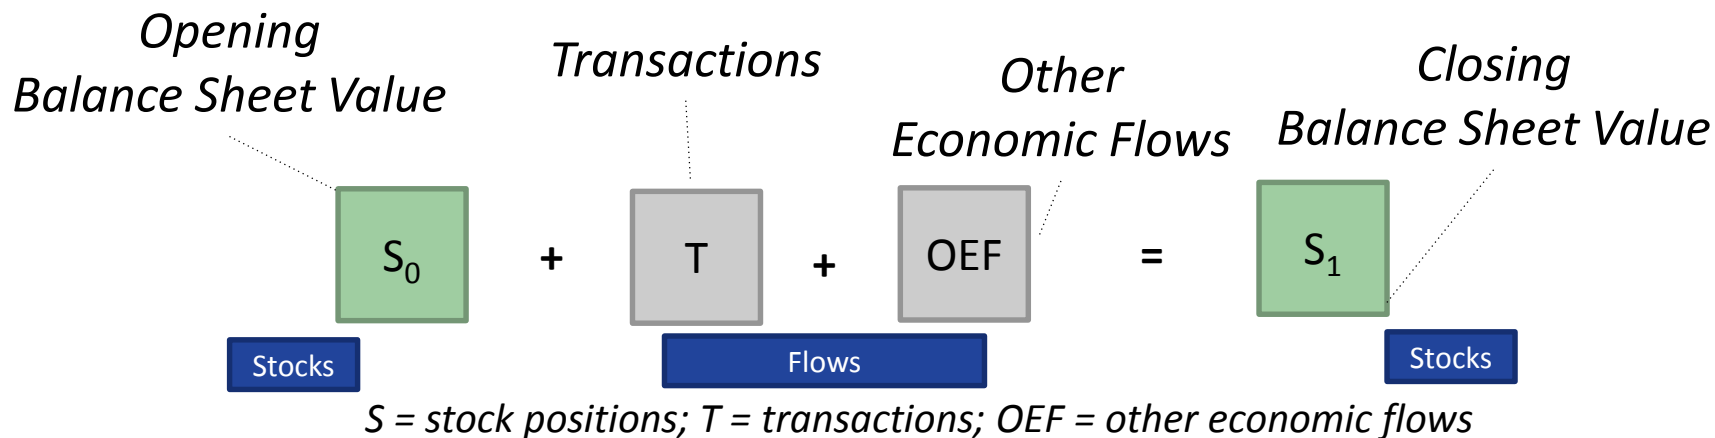 Opening
Balance Sheet Value
Transactions
Other
Economic Flows
Closing
Balance Sheet Value
S₀ + T + OEF = S₁
Stocks
Flows
Stocks
S = stock positions; T = transactions; OEF = other economic flows